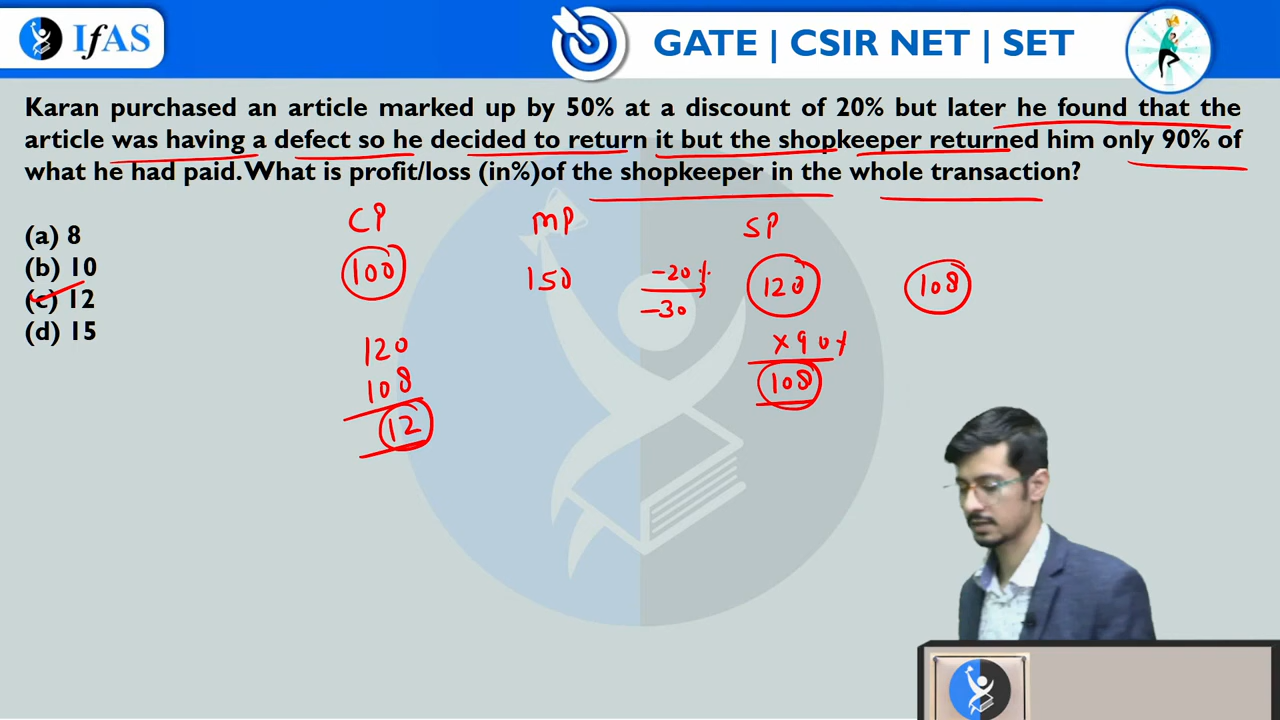 IfAS
GATE | CSIR NET | SET
Karan purchased an article marked up by 50% at a discount of 20% but later he found that the
article was having a defect so he decided to return it but the shopkeeper returned him only 90% of
what he had paid. What is profit/loss (in%)of the shopkeeper in the whole transaction?
(a) 8
(b) 10
(c) 12
(d) 15
CP MP SP
100 150 -20% 120 108
-30
120 x90%
108 108
12